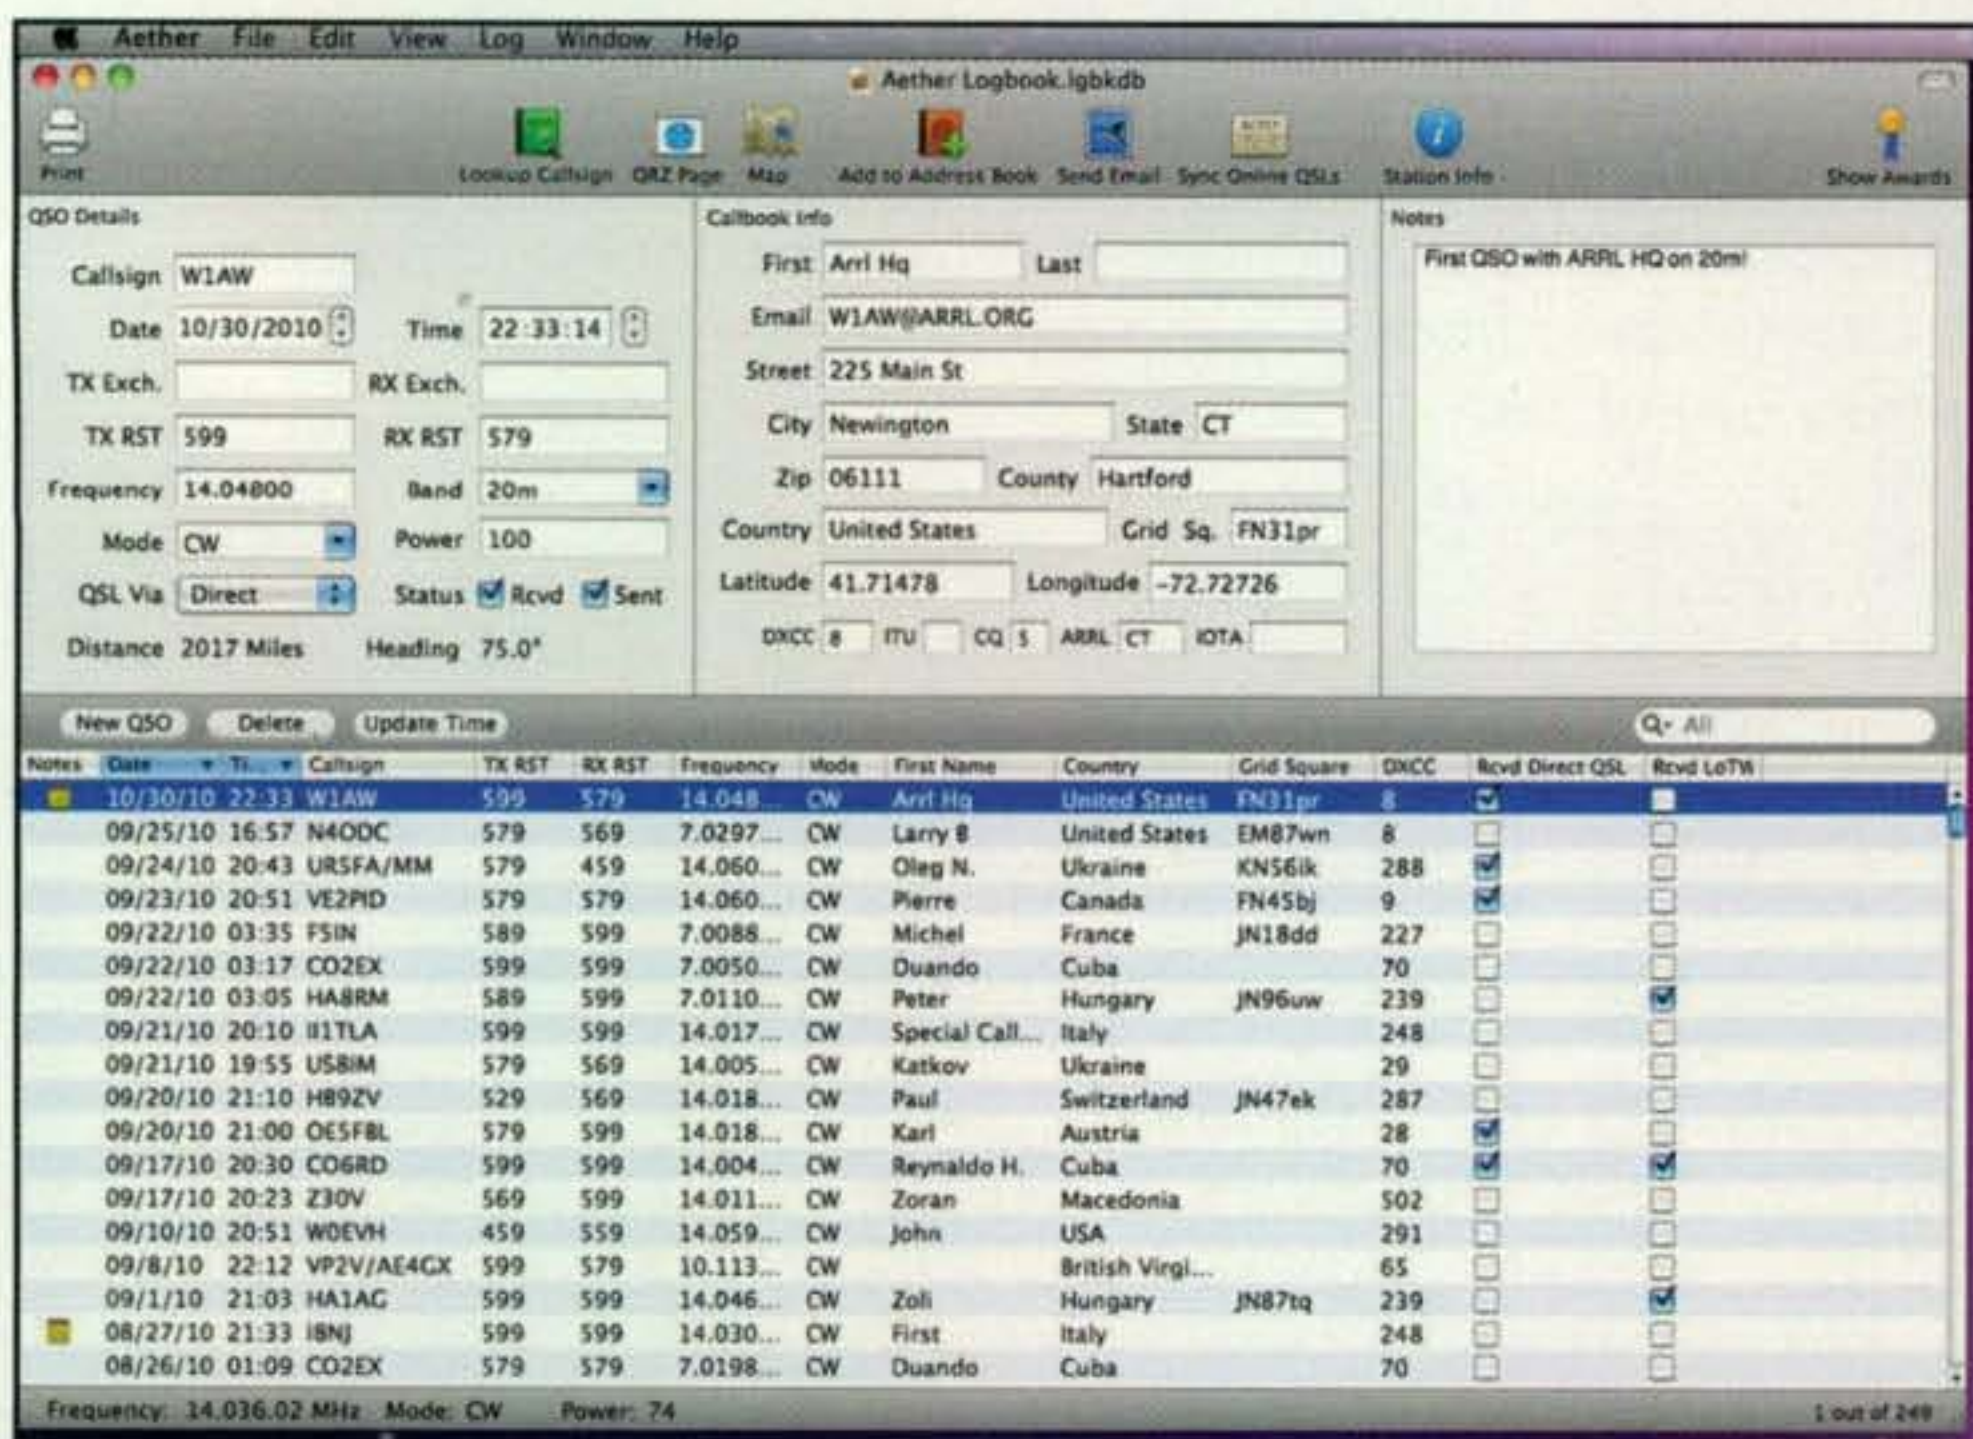 Aether File Edit View Log Window Help
Aether Logbook.lgbkdb
Print Lookup Callsign QRZ Page Map Add to Address Book Send Email Sync Online QSLs Station Info Show Awards
QSO Details
Callsign W1AW
Date 10/30/2010 Time 22:33:14
TX Exch. RX Exch.
TX RST 599 RX RST 579
Frequency 14.04800 Band 20m
Mode CW Power 100
QSL Via Direct Status Rcvd Sent
Distance 2017 Miles Heading 75.0°
Callbook Info
First Arrl Hq Last
Email W1AW@ARRL.ORG
Street 225 Main St
City Newington State CT
Zip 06111 County Hartford
Country United States Grid Sq. FN31pr
Latitude 41.71478 Longitude -72.72726
DXCC 8 ITU CQ 5 ARRL CT IOTA
Notes
First QSO with ARRL HQ on 20m!
New QSO Delete Update Time All
Notes Date Ti... Callsign TX RST RX RST Frequency Mode First Name Country Grid Square DXCC Rcvd Direct QSL Rcvd LoTW
10/30/10 22:33 W1AW 599 579 14.048... CW Arrl Hq United States FN31pr 8
09/25/10 16:57 N4ODC 579 569 7.0297... CW Larry B United States EM87wn 8
09/24/10 20:43 UR5FA/MM 579 459 14.060... CW Oleg N. Ukraine KN56ik 288
09/23/10 20:51 VE2PID 579 579 14.060... CW Pierre Canada FN45bj 9
09/22/10 03:35 F5IN 589 599 7.0088... CW Michel France JN18dd 227
09/22/10 03:17 CO2EX 599 599 7.0050... CW Duando Cuba 70
09/22/10 03:05 HA8RM 589 599 7.0110... CW Peter Hungary JN96uw 239
09/21/10 20:10 II1TLA 599 599 14.017... CW Special Call... Italy 248
09/21/10 19:55 US8IM 579 569 14.005... CW Katkov Ukraine 29
09/20/10 21:10 HB9ZV 529 569 14.018... CW Paul Switzerland JN47ek 287
09/20/10 21:00 OE5FBL 579 599 14.018... CW Karl Austria 28
09/17/10 20:30 CO6RD 599 599 14.004... CW Reynaldo H. Cuba 70
09/17/10 20:23 Z30V 569 599 14.011... CW Zoran Macedonia 502
09/10/10 20:51 W0EVH 459 559 14.059... CW John USA 291
09/8/10 22:12 VP2V/AE4GX 599 579 10.113... CW British Virgi... 65
09/1/10 21:03 HA1AG 599 599 14.046... CW Zoli Hungary JN87tq 239
08/27/10 21:33 I8NJ 599 599 14.030... CW First Italy 248
08/26/10 01:09 CO2EX 579 579 7.0198... CW Duando Cuba 70
Frequency: 14.036.02 MHz Mode: CW Power: 74 1 out of 249